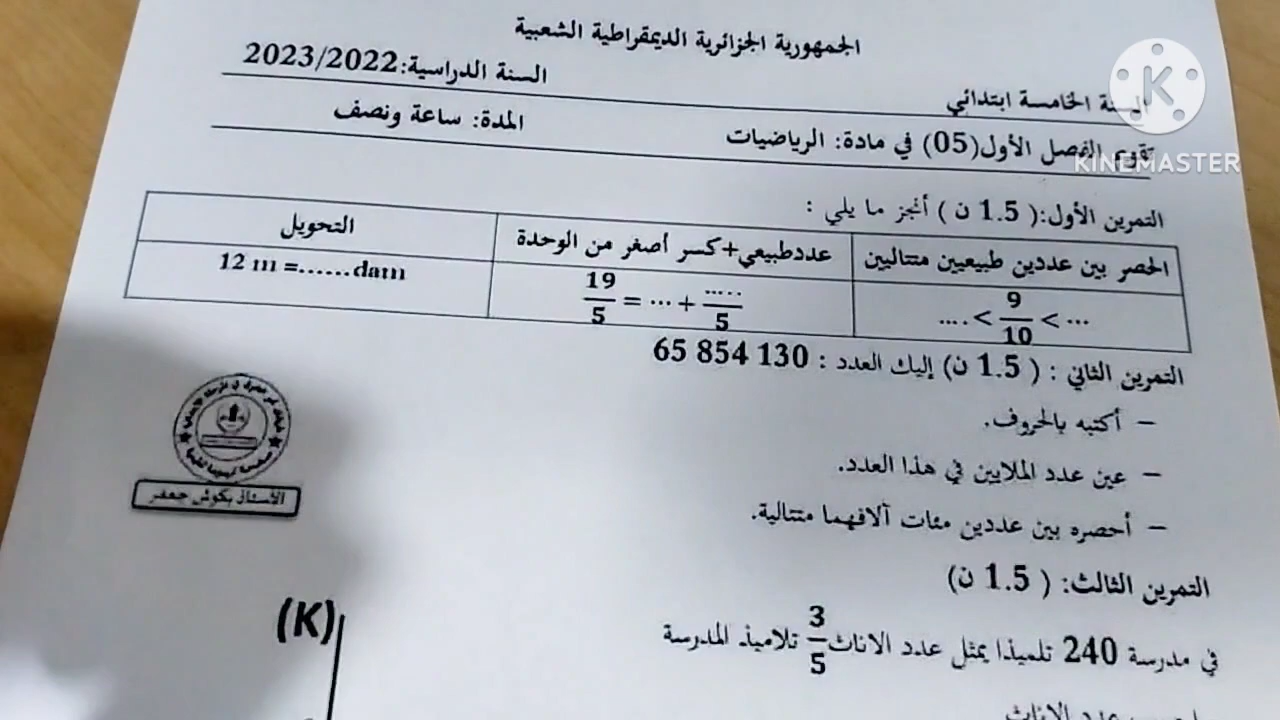 الجمهورية الجزائرية الديمقراطية الشعبية
السنة الخامسة ابتدائي
السنة الدراسية:2023/2022
تقويم الفصل الأول(05) في مادة: الرياضيات
المدة: ساعة ونصف
KINEMASTER
التمرين الأول:( 1.5 ن ) أنجز ما يلي :
الحصر بين عددين طبيعيين متتاليين
عددطبيعي+كسر أصغر من الوحدة
التحويل
.... < 9/10 < ...
19/5 = ... + ...../5
12 m =......dam
التمرين الثاني : ( 1.5 ن) إليك العدد : 65 854 130
– أكتبه بالحروف.
– عين عدد الملايين في هذا العدد.
– أحصره بين عددين مئات آلافهما متتالية.
الأستاذ بكوش جعفر
التمرين الثالث: ( 1.5 ن)
في مدرسة 240 تلميذا يمثل عدد الاناث 3/5 تلاميذ المدرسة
(K)
عدد الاناث